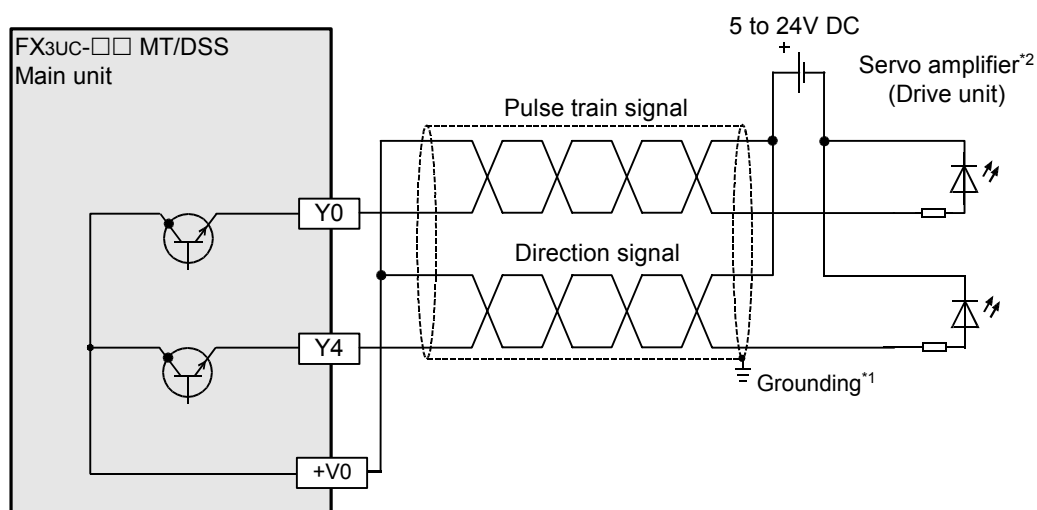 5 to 24V DC
+
FX3UC-□□ MT/DSS
Main unit
Servo amplifier*2
(Drive unit)
Pulse train signal
Y0
Direction signal
Y4
Grounding*1
+V0